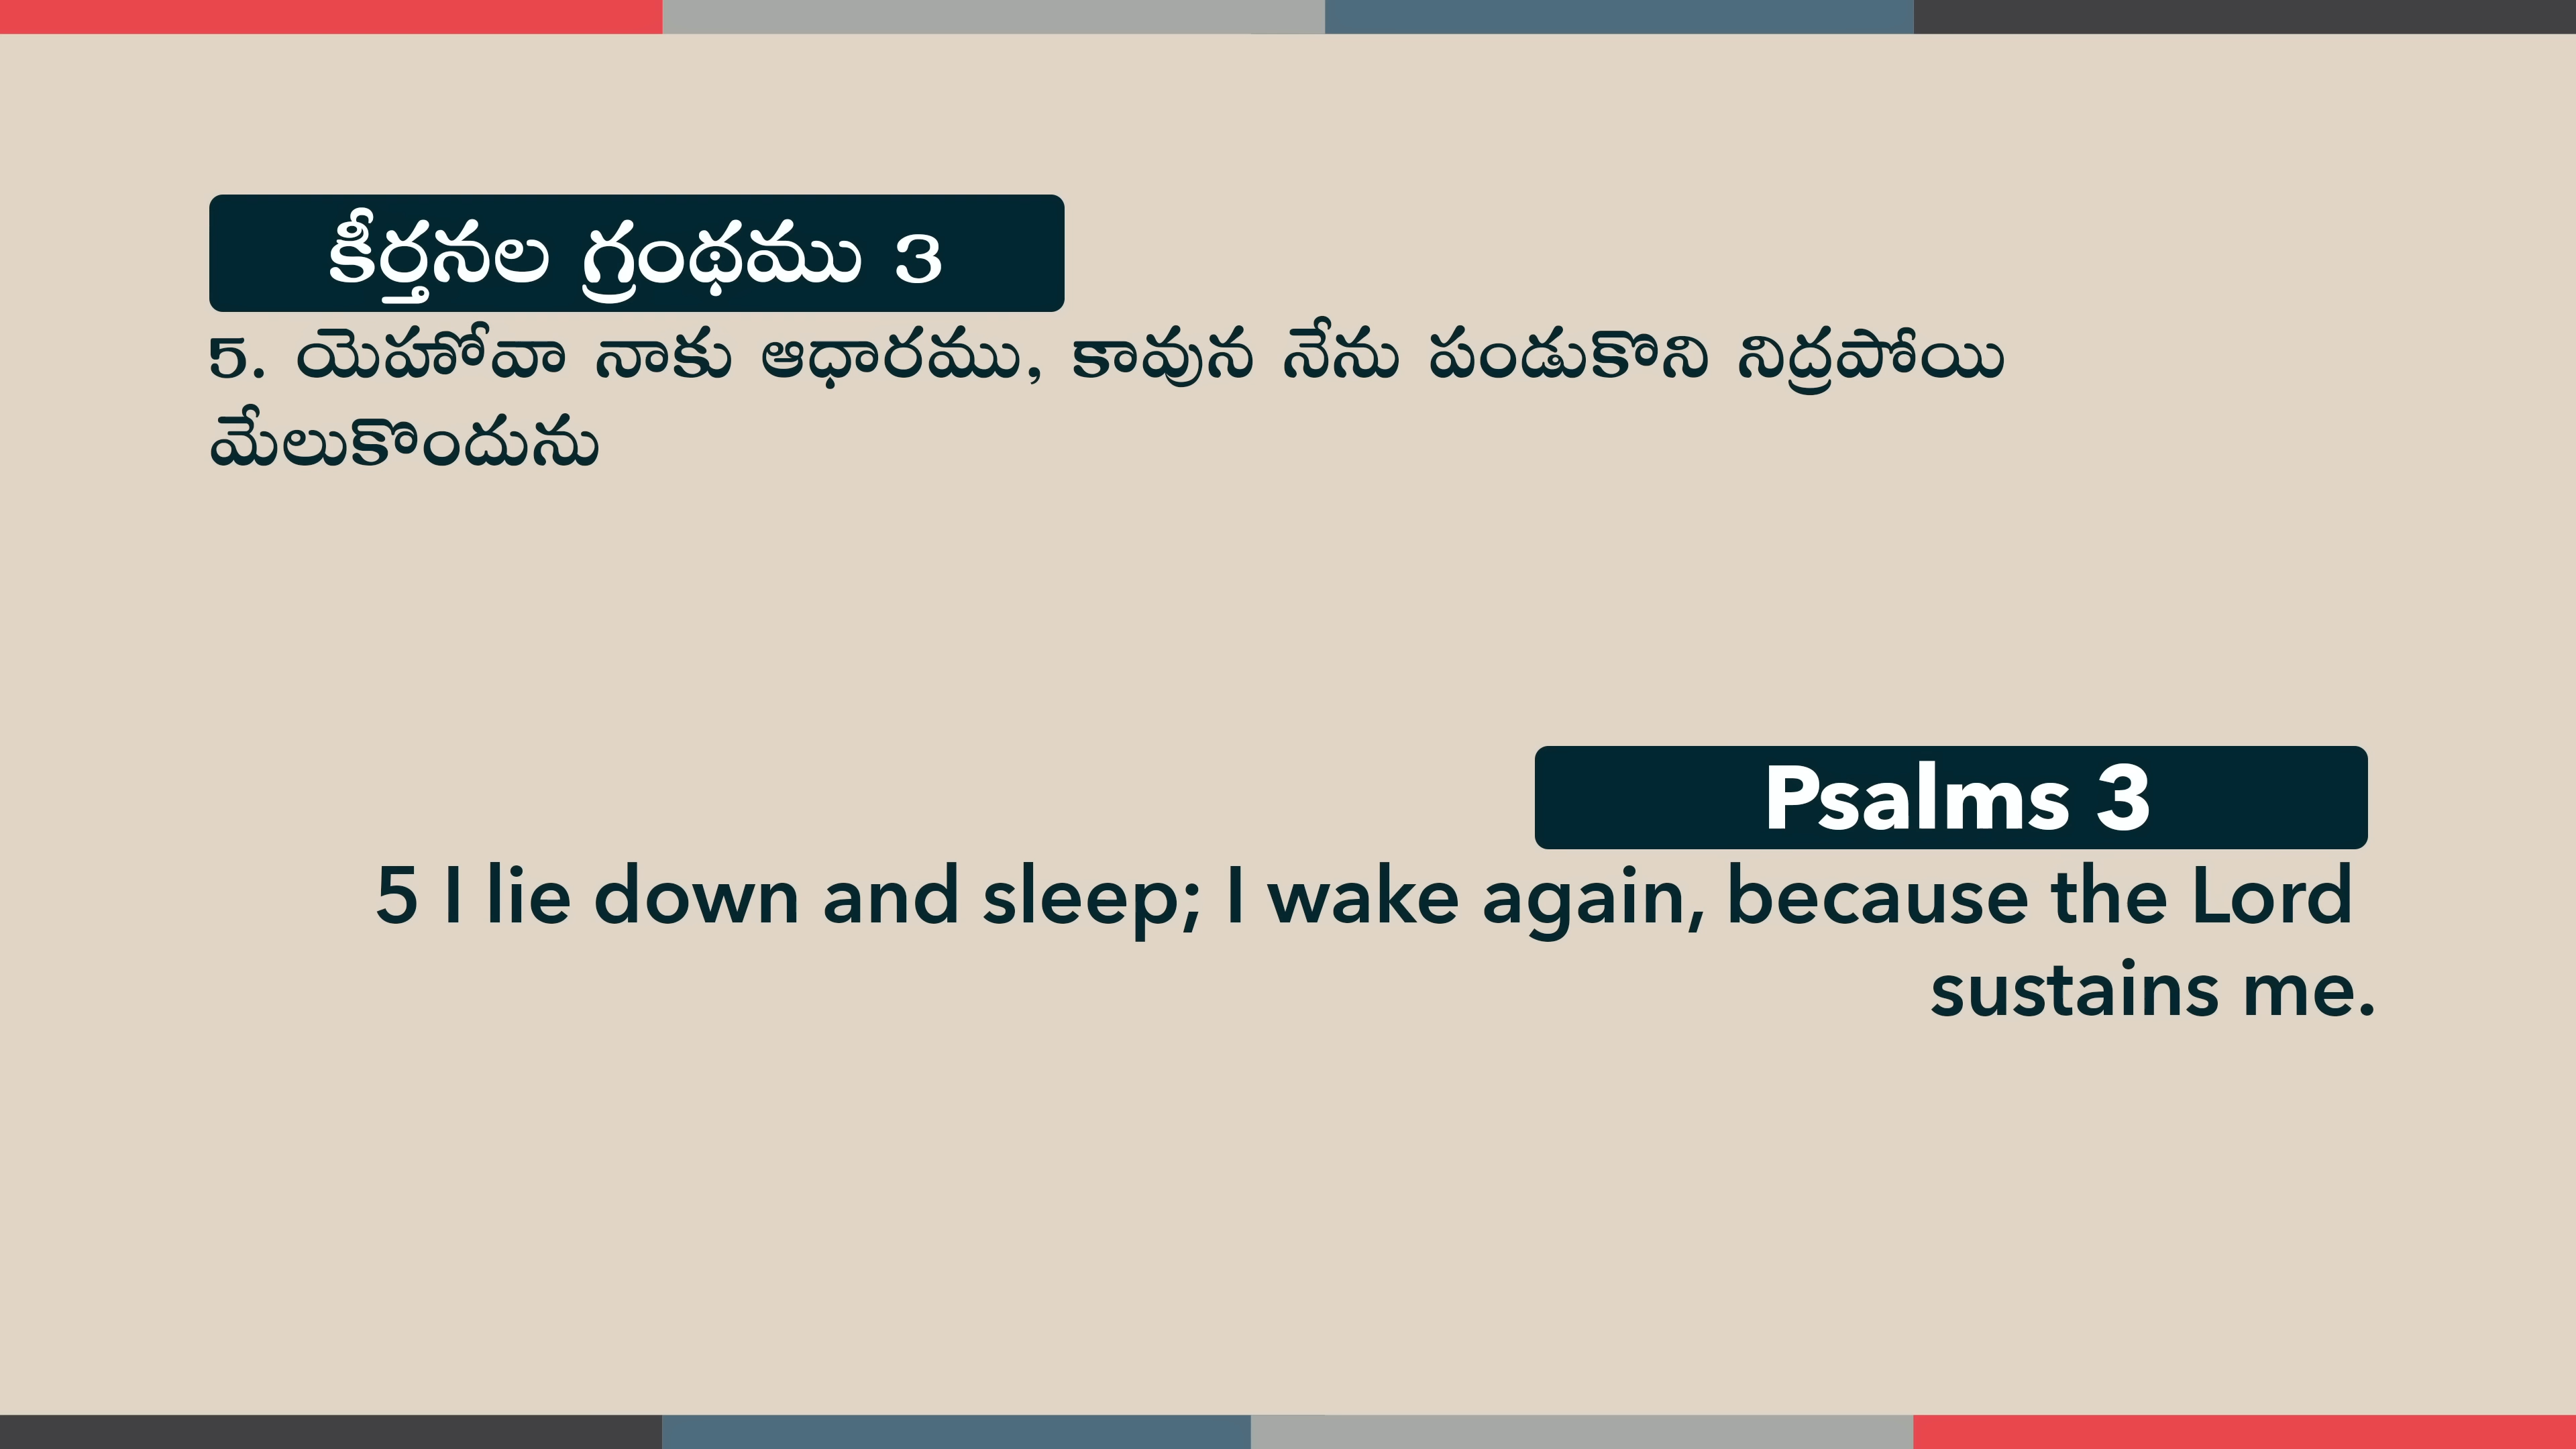 కీర్తనల గ్రంథము 3
5. యెహోవా నాకు ఆధారము, కావున నేను పండుకొని నిద్రపోయి
మేలుకొందును
Psalms 3
5 I lie down and sleep; I wake again, because the Lord
sustains me.